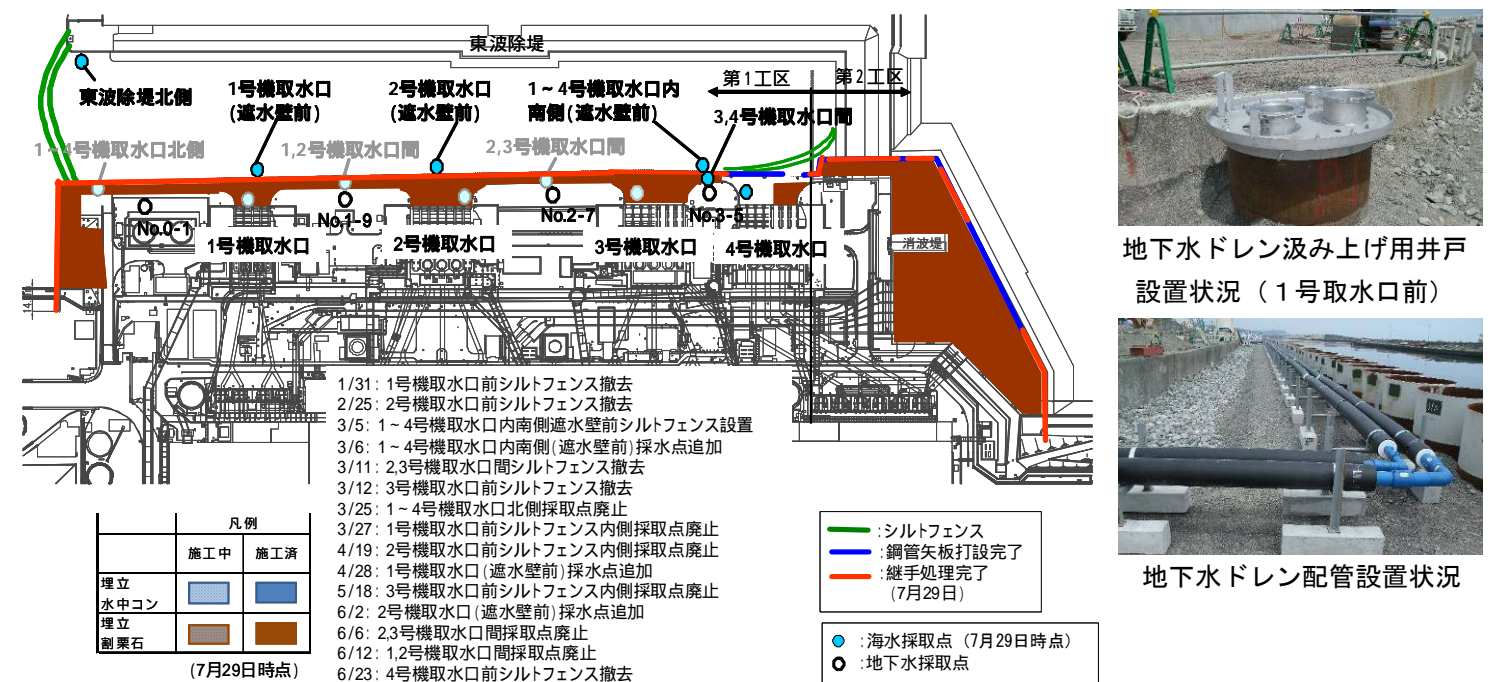 東波除堤
第1工区
第2工区
東波除堤北側
1号機取水口
(遮水壁前)
2号機取水口
(遮水壁前)
1~4号機取水口内
南側(遮水壁前)
3,4号機取水口間
1~4号機取水口北側
1,2号機取水口間
2,3号機取水口間
No.0-1
No.1-9
No.2-7
No.3-5
1号機取水口
2号機取水口
3号機取水口
4号機取水口
消波堤
1/31: 1号機取水口前シルトフェンス撤去
2/25: 2号機取水口前シルトフェンス撤去
3/5: 1~4号機取水口内南側遮水壁前シルトフェンス設置
3/6: 1~4号機取水口内南側(遮水壁前)採水点追加
3/11: 2,3号機取水口間シルトフェンス撤去
3/12: 3号機取水口前シルトフェンス撤去
3/25: 1~4号機取水口北側採取点廃止
3/27: 1号機取水口前シルトフェンス内側採取点廃止
4/19: 2号機取水口前シルトフェンス内側採取点廃止
4/28: 1号機取水口(遮水壁前)採水点追加
5/18: 3号機取水口前シルトフェンス内側採取点廃止
6/2: 2号機取水口(遮水壁前)採水点追加
6/6: 2,3号機取水口間採取点廃止
6/12: 1,2号機取水口間採取点廃止
6/23: 4号機取水口前シルトフェンス撤去
凡例
施工中 施工済
埋立
水中コン
埋立
割栗石
(7月29日時点)
:シルトフェンス
:鋼管矢板打設完了
:継手処理完了
(7月29日)
:海水採取点 (7月29日時点)
:地下水採取点
地下水ドレン汲み上げ用井戸
設置状況(1号取水口前)
地下水ドレン配管設置状況